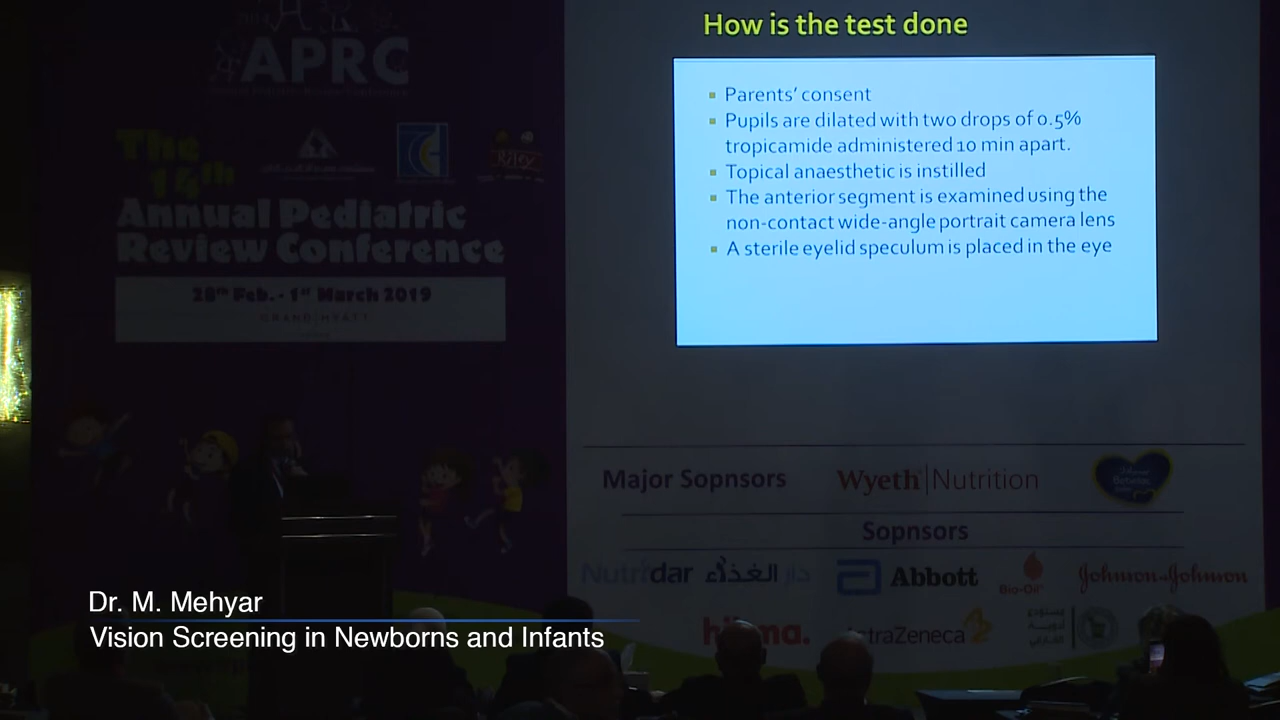 How is the test done
Parents' consent
Pupils are dilated with two drops of 0.5%
tropicamide administered 10 min apart.
Topical anaesthetic is instilled
The anterior segment is examined using the
non-contact wide-angle portrait camera lens
A sterile eyelid speculum is placed in the eye
APRC
The
14th
Annual Pediatric
Review Conference
28th Feb.- 1st March 2019
GRAND HYATT
Riley
Major Sopnsors
Wyeth Nutrition
Sopnsors
Nutridar دار الغذاء
Abbott
Bio-Oil
Johnson & Johnson
hikma.
AstraZeneca
Dr. M. Mehyar
Vision Screening in Newborns and Infants